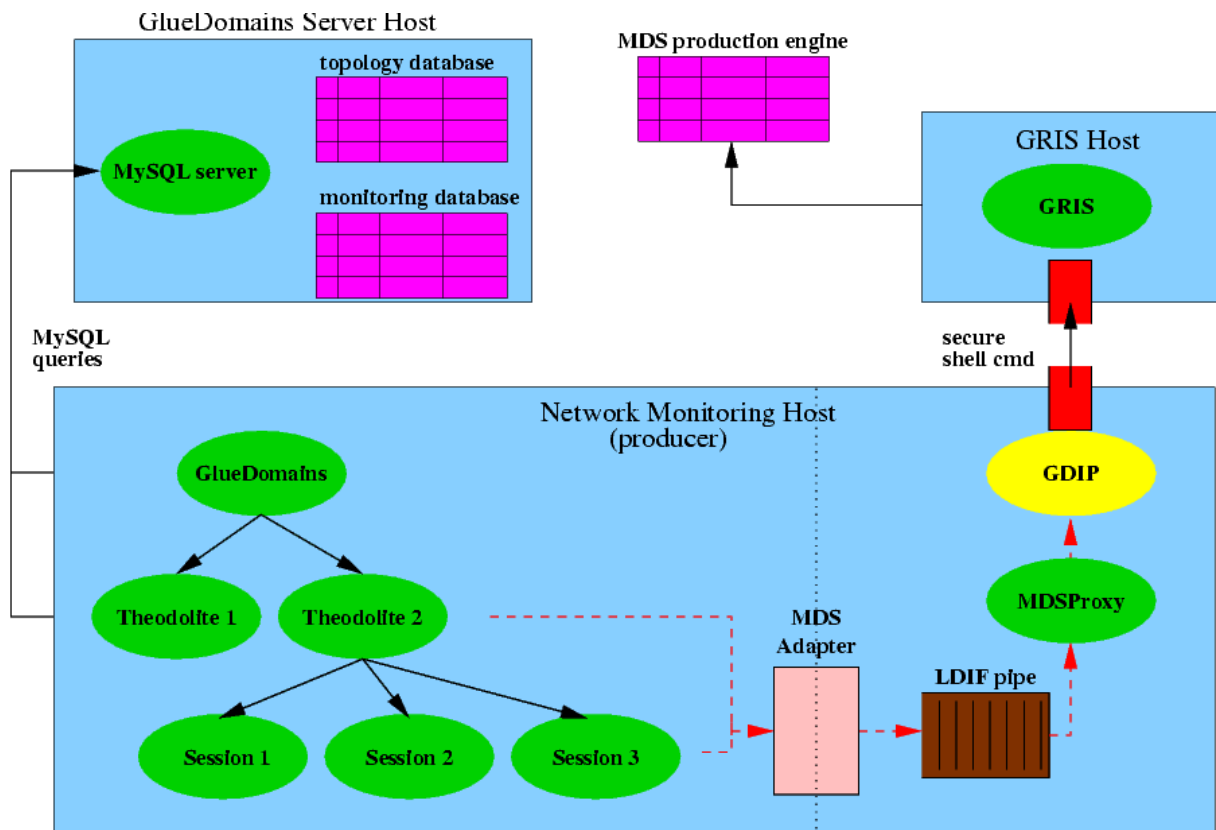 GlueDomains Server Host
topology database
MySQL server
monitoring database
MDS production engine
GRIS Host
GRIS
MySQL
queries
secure
shell cmd
Network Monitoring Host
(producer)
GlueDomains
GDIP
Theodolite 1
Theodolite 2
MDSProxy
MDS
Adapter
LDIF pipe
Session 1
Session 2
Session 3